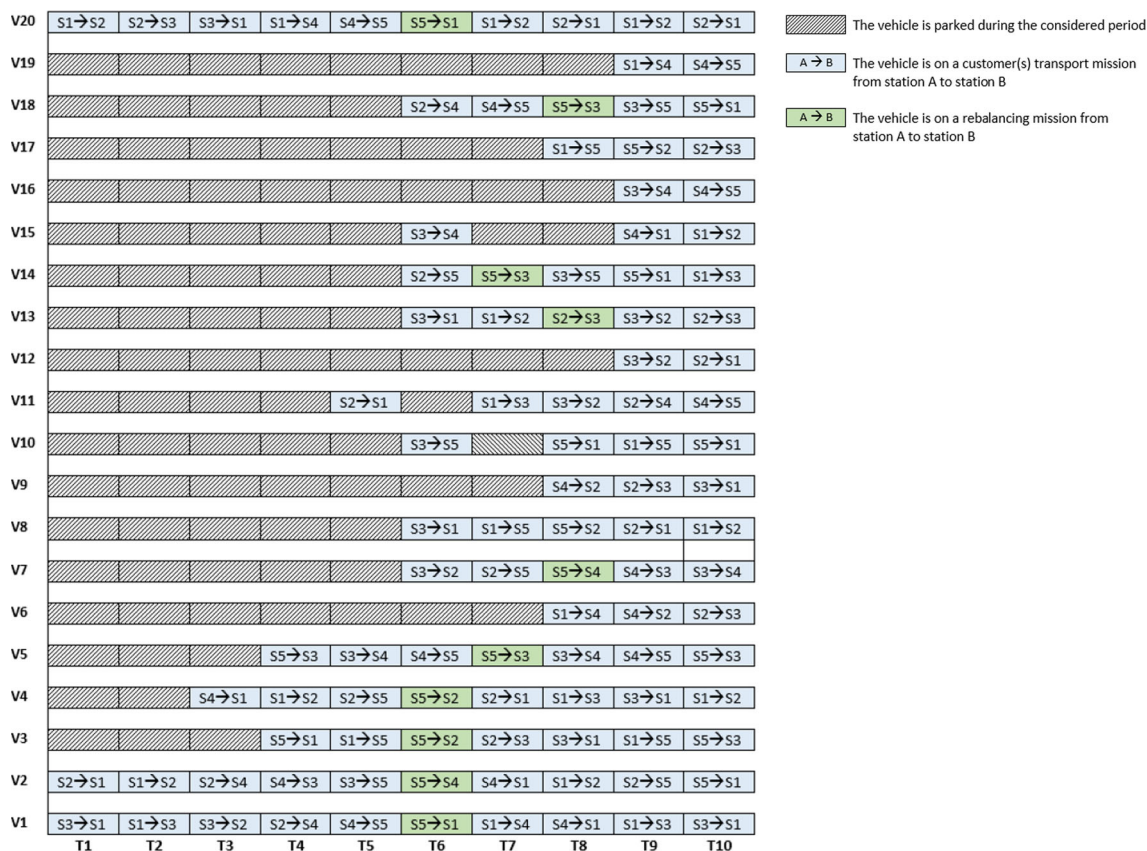 V20 S1→S2 S2→S3 S3→S1 S1→S4 S4→S5 S5→S1 S1→S2 S2→S1 S1→S2 S2→S1
V19 S1→S4 S4→S5
V18 S2→S4 S4→S5 S5→S3 S3→S5 S5→S1
V17 S1→S5 S5→S2 S2→S3
V16 S3→S4 S4→S5
V15 S3→S4 S4→S1 S1→S2
V14 S2→S5 S5→S3 S3→S5 S5→S1 S1→S3
V13 S3→S1 S1→S2 S2→S3 S3→S2 S2→S3
V12 S3→S2 S2→S1
V11 S2→S1 S1→S3 S3→S2 S2→S4 S4→S5
V10 S3→S5 S5→S1 S1→S5 S5→S1
V9 S4→S2 S2→S3 S3→S1
V8 S3→S1 S1→S5 S5→S2 S2→S1 S1→S2
V7 S3→S2 S2→S5 S5→S4 S4→S3 S3→S4
V6 S1→S4 S4→S2 S2→S3
V5 S5→S3 S3→S4 S4→S5 S5→S3 S3→S4 S4→S5 S5→S3
V4 S4→S1 S1→S2 S2→S5 S5→S2 S2→S1 S1→S3 S3→S1 S1→S2
V3 S5→S1 S1→S5 S5→S2 S2→S3 S3→S1 S1→S5 S5→S3
V2 S2→S1 S1→S2 S2→S4 S4→S3 S3→S5 S5→S4 S4→S1 S1→S2 S2→S5 S5→S1
V1 S3→S1 S1→S3 S3→S2 S2→S4 S4→S5 S5→S1 S1→S4 S4→S1 S1→S3 S3→S1
T1 T2 T3 T4 T5 T6 T7 T8 T9 T10
The vehicle is parked during the considered period
A → B The vehicle is on a customer(s) transport mission
from station A to station B
A → B The vehicle is on a rebalancing mission from
station A to station B